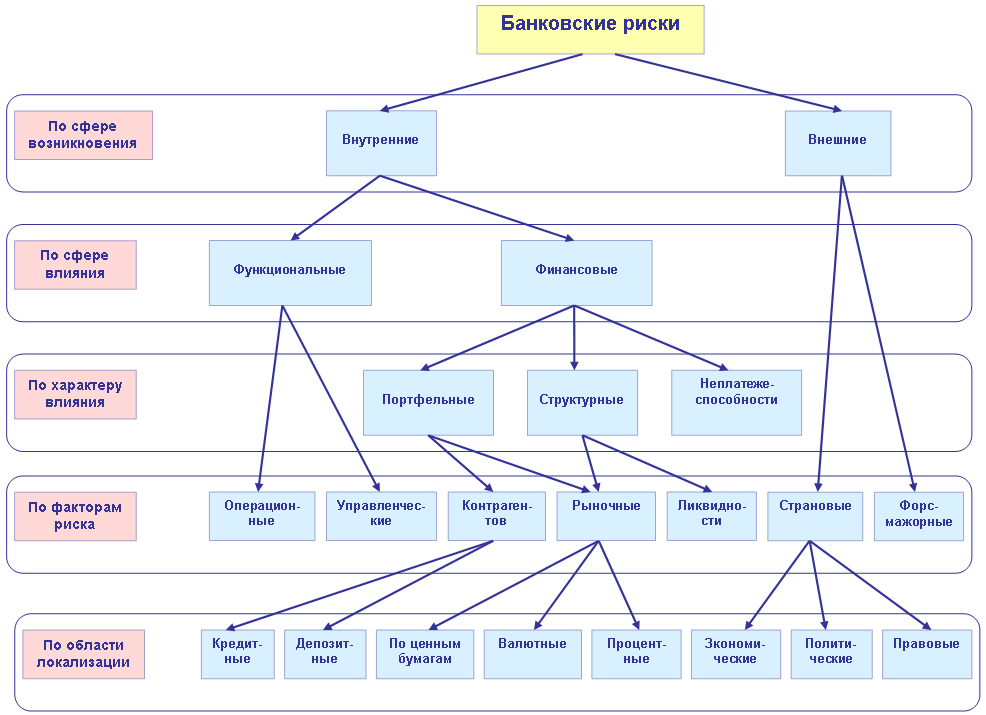 Банковские риски
По сфере
возникновения
Внутренние
Внешние
По сфере
влияния
Функциональные
Финансовые
По характеру
влияния
Портфельные
Структурные
Неплатеже-
способности
По факторам
риска
Операцион-
ные
Управленчес-
кие
Контраген-
тов
Рыночные
Ликвидно-
сти
Страновые
Форс-
мажорные
По области
локализации
Кредит-
ные
Депозит-
ные
По ценным
бумагам
Валютные
Процент-
ные
Экономи-
ческие
Полити-
ческие
Правовые